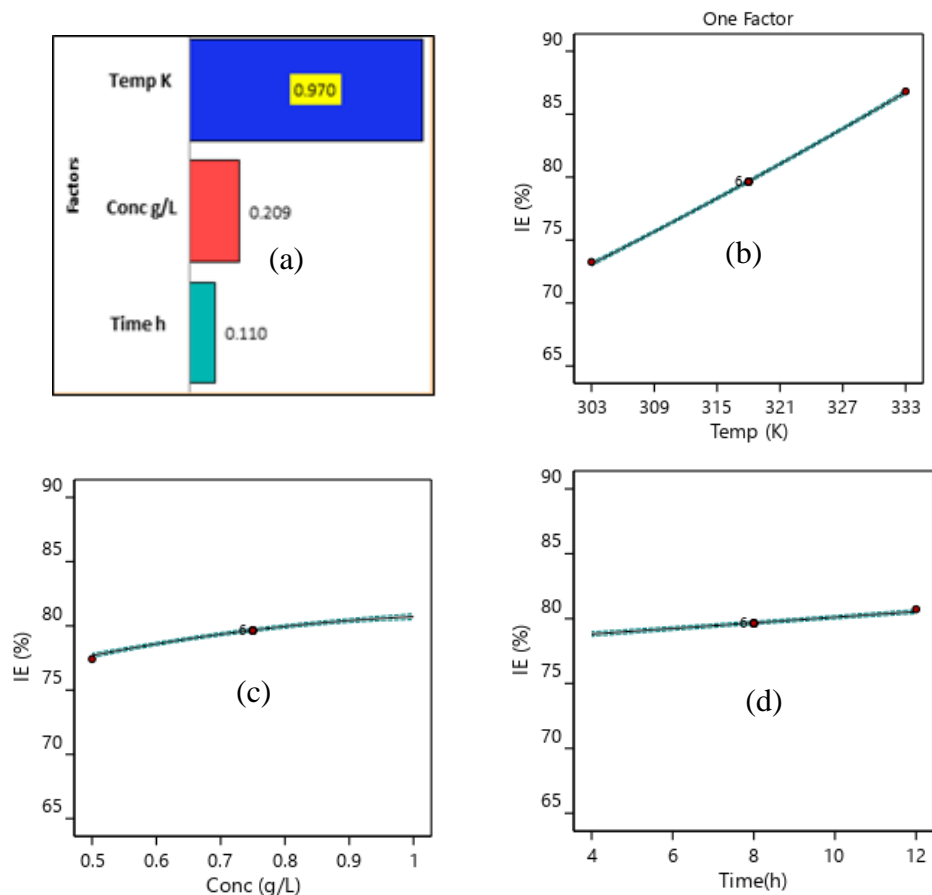 Factors
Temp K
0.970
Conc g/L
0.209
Time h
0.110
(a)
One Factor
IE (%)
90
85
80
75
70
65
6
(b)
303 309 315 321 327 333
Temp (K)
IE (%)
90
85
80
75
70
65
6
(c)
0.5 0.6 0.7 0.8 0.9 1
Conc (g/L)
IE (%)
90
85
80
75
70
65
6
(d)
4 6 8 10 12
Time(h)